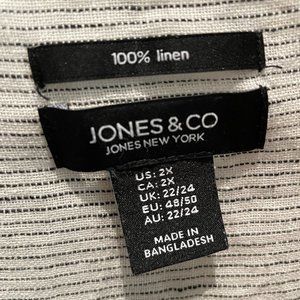 100% linen
JONES & CO
JONES NEW YORK
US: 2X
CA: 2X
UK: 22/24
EU: 48/50
AU: 22/24
MADE IN
BANGLADESH